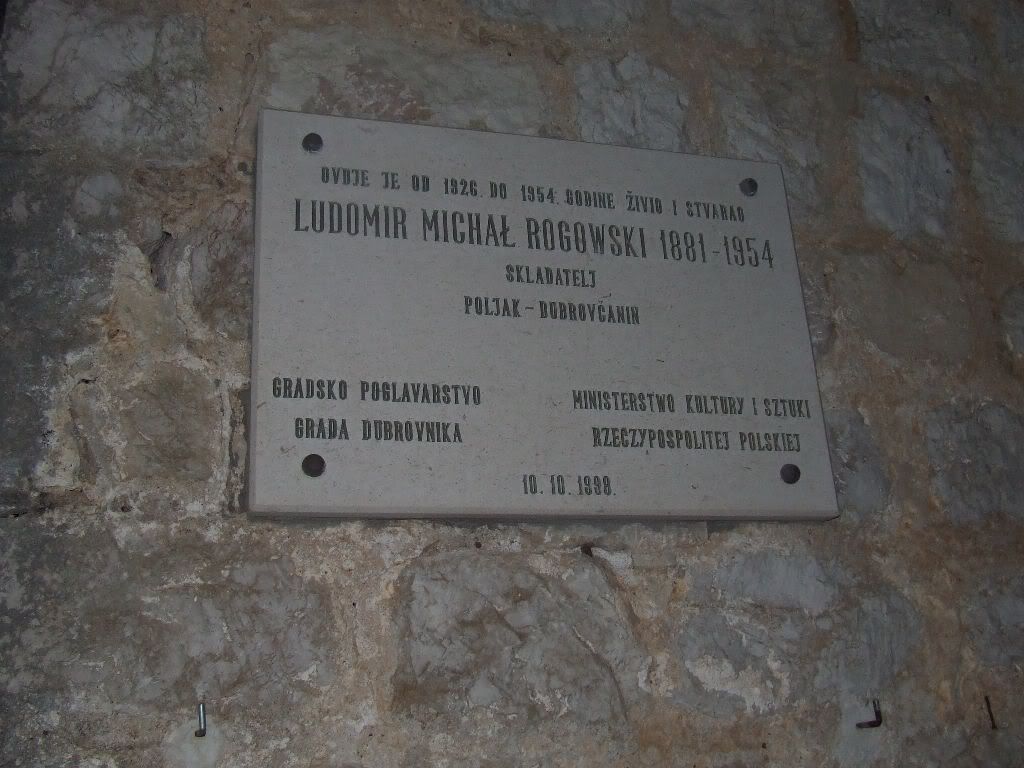 OVDJE JE OD 1926. DO 1954. GODINE ŽIVIO I STVARAO
LUDOMIR MICHAŁ ROGOWSKI 1881-1954
SKLADATELJ
POLJAK-DUBROVČANIN
GRADSKO POGLAVARSTVO
GRADA DUBROVNIKA
MINISTERSTWO KULTURY I SZTUKI
RZECZYPOSPOLITEJ POLSKIEJ
10. 10. 1998.